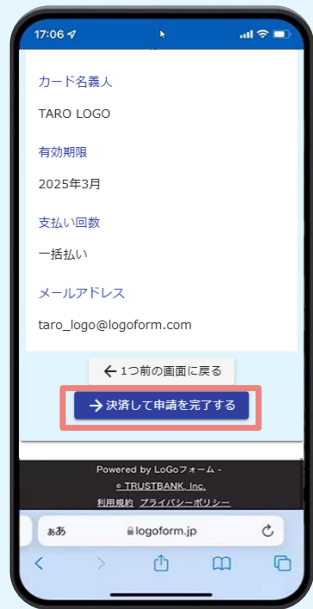 17:06
カード名義人
TARO LOGO
有効期限
2025年3月
支払い回数
一括払い
メールアドレス
taro_logo@logoform.com
← 1つ前の画面に戻る
→ 決済して申請を完了する
Powered by LoGoフォーム -
© TRUSTBANK, Inc.
利用規約 プライバシーポリシー
ぁあ logoform.jp